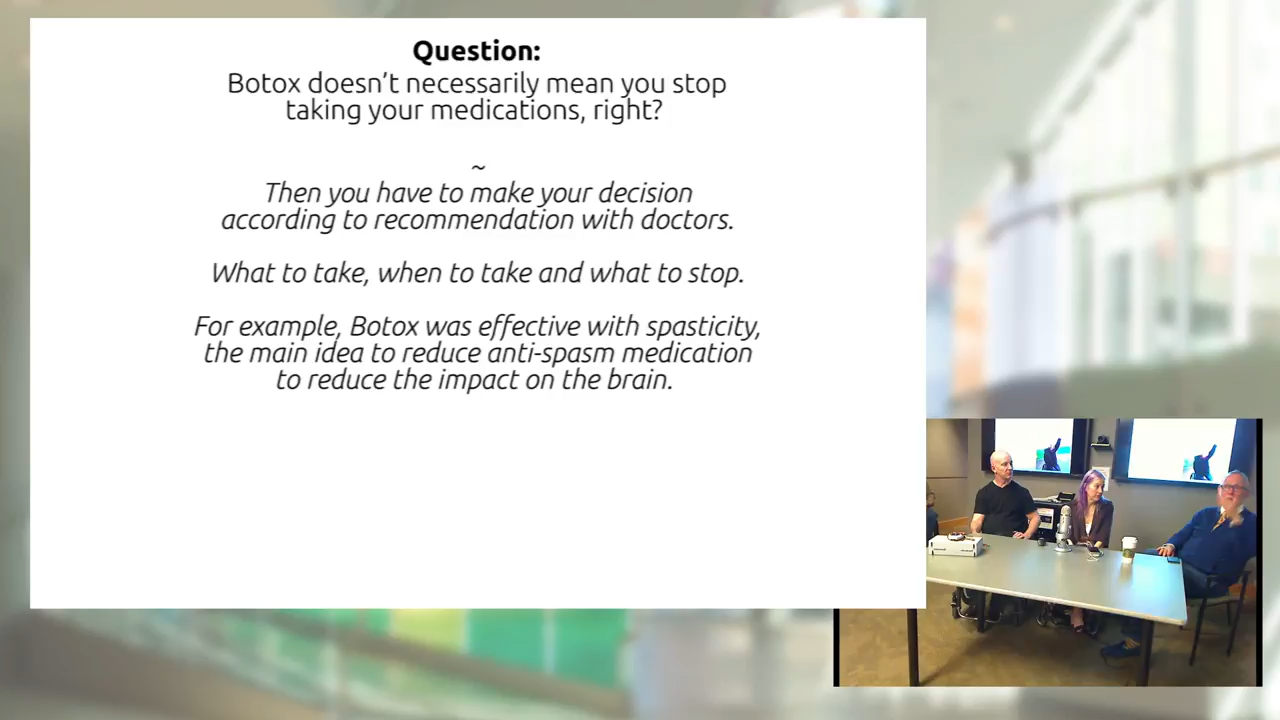 Question:
Botox doesn't necessarily mean you stop
taking your medications, right?
~
Then you have to make your decision
according to recommendation with doctors.
What to take, when to take and what to stop.
For example, Botox was effective with spasticity,
the main idea to reduce anti-spasm medication
to reduce the impact on the brain.